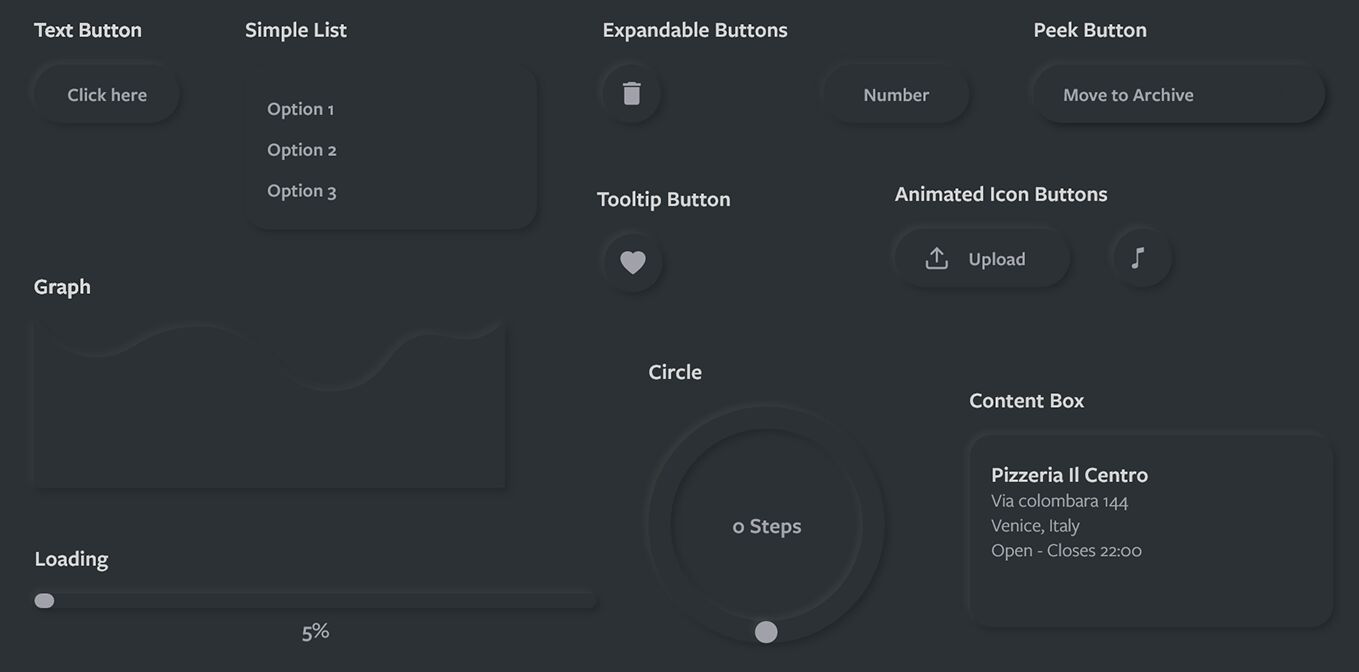 Text Button
Simple List
Expandable Buttons
Peek Button
Click here
Number
Move to Archive
Option 1
Option 2
Option 3
Tooltip Button
Animated Icon Buttons
Upload
Graph
Circle
Content Box
Pizzeria Il Centro
Via colombara 144
Venice, Italy
Open - Closes 22:00
0 Steps
Loading
5%